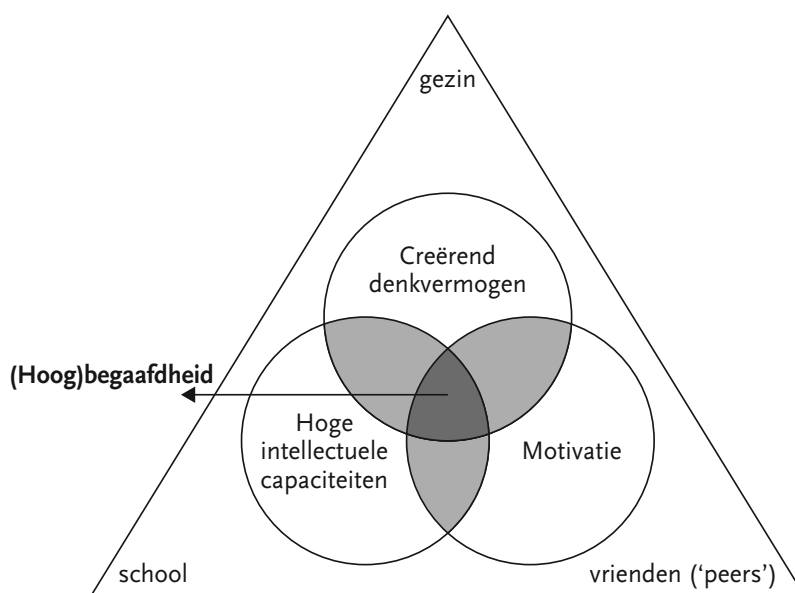 gezin
Creërend
denkvermogen
(Hoog)begaafdheid
Hoge
intellectuele
capaciteiten
Motivatie
school
vrienden (‘peers’)